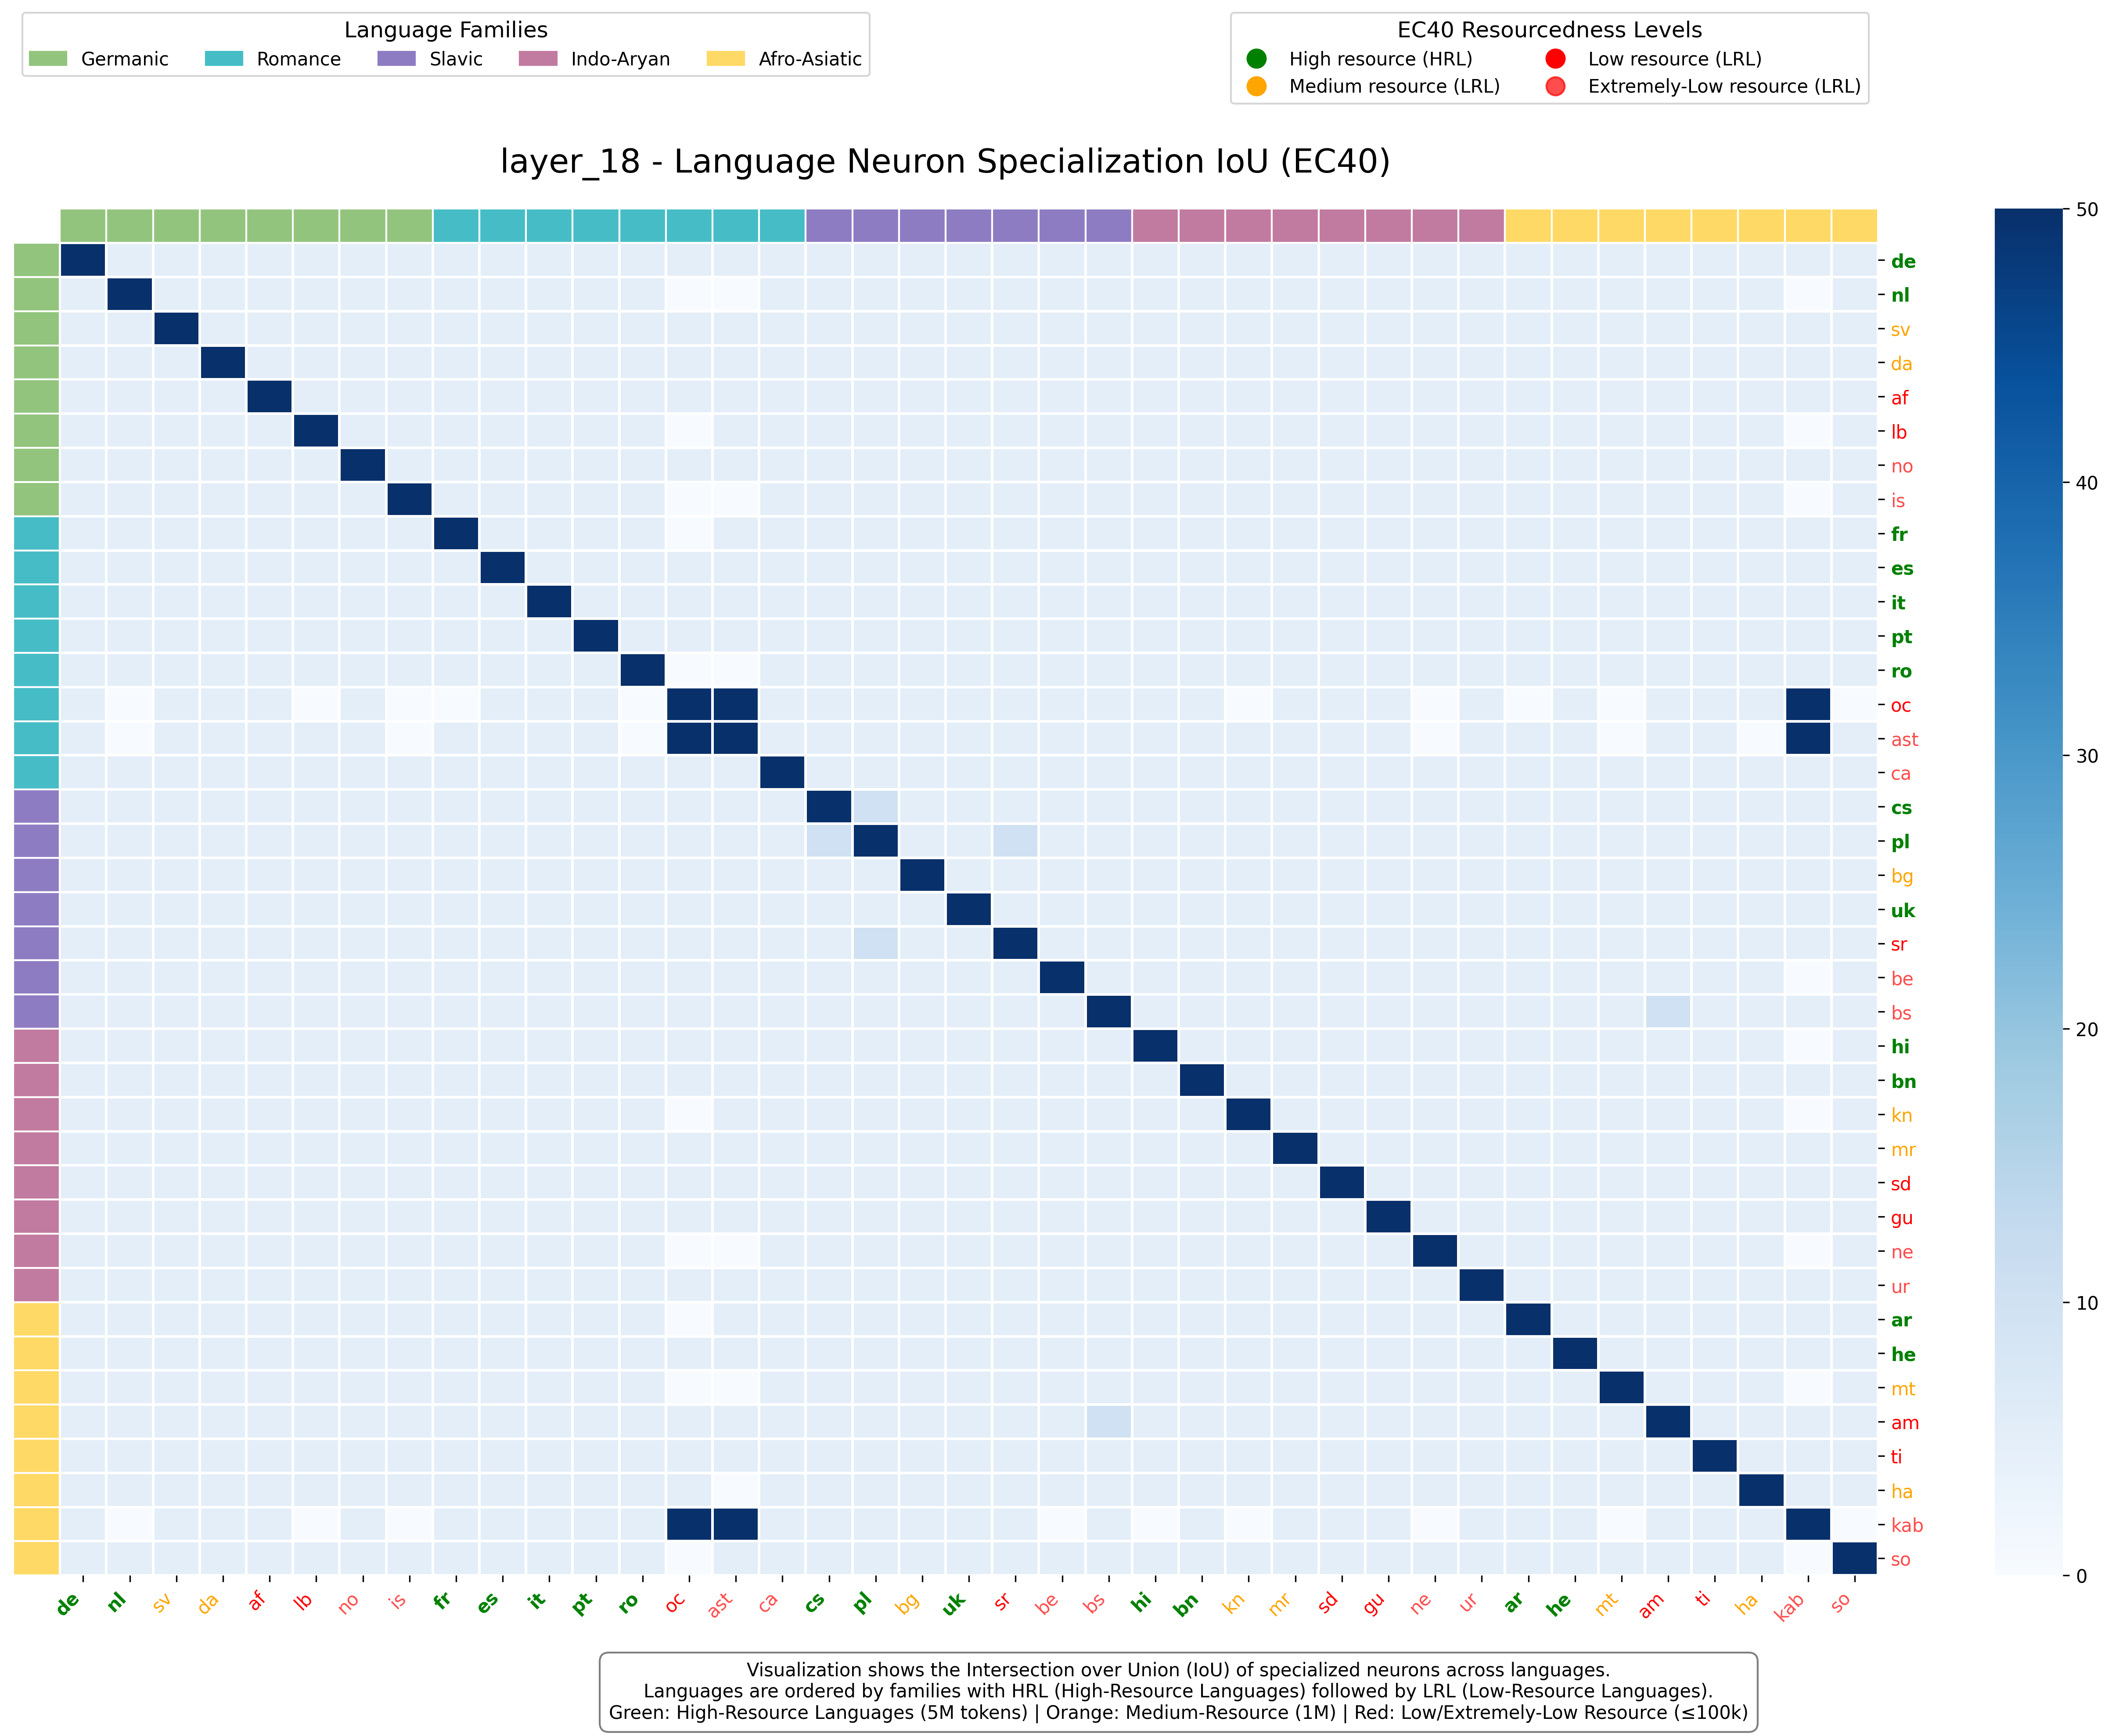 Language Families
Germanic Romance Slavic Indo-Aryan Afro-Asiatic
EC40 Resourcedness Levels
High resource (HRL) Low resource (LRL)
Medium resource (LRL) Extremely-Low resource (LRL)
layer_18 - Language Neuron Specialization IoU (EC40)
de
nl
sv
da
af
lb
no
is
fr
es
it
pt
ro
oc
ast
ca
cs
pl
bg
uk
sr
be
bs
hi
bn
kn
mr
sd
gu
ne
ur
ar
he
mt
am
ti
ha
kab
so
50
40
30
20
10
0
de nl sv da af lb no is fr es it pt ro oc ast ca cs pl bg uk sr be bs hi bn kn mr sd gu ne ur ar he mt am ti ha kab so
Visualization shows the Intersection over Union (IoU) of specialized neurons across languages.
Languages are ordered by families with HRL (High-Resource Languages) followed by LRL (Low-Resource Languages).
Green: High-Resource Languages (5M tokens) | Orange: Medium-Resource (1M) | Red: Low/Extremely-Low Resource (≤100k)